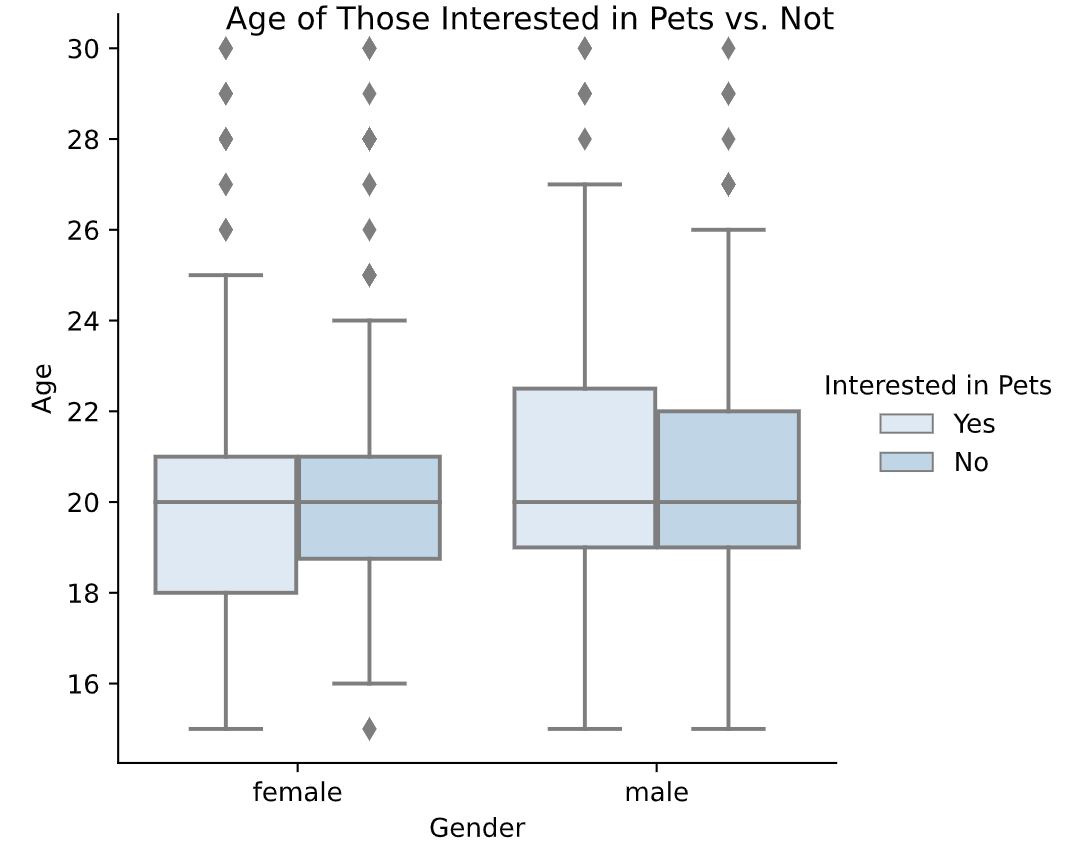 Age of Those Interested in Pets vs. Not
30
28
26
24
22
20
18
16
Age
female
male
Gender
Interested in Pets
Yes
No